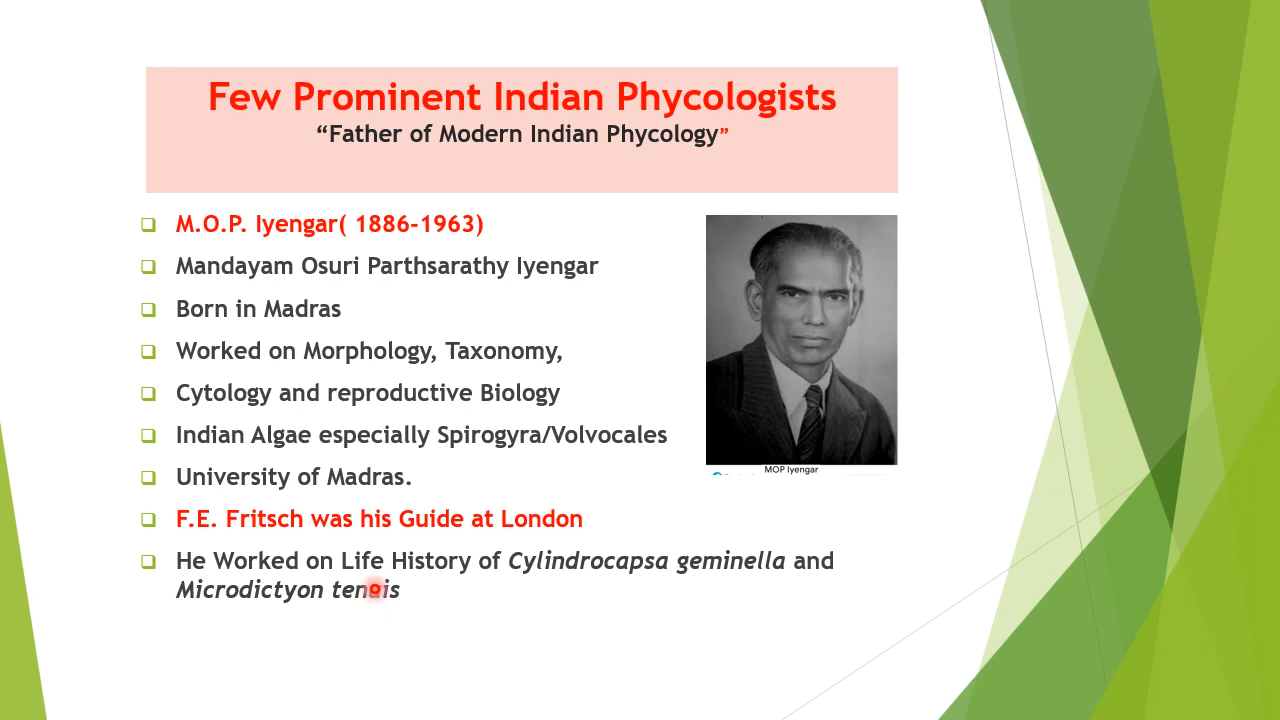 Few Prominent Indian Phycologists
“Father of Modern Indian Phycology”
M.O.P. Iyengar( 1886-1963)
Mandayam Osuri Parthsarathy Iyengar
Born in Madras
Worked on Morphology, Taxonomy,
Cytology and reproductive Biology
Indian Algae especially Spirogyra/Volvocales
University of Madras.
MOP Iyengar
F.E. Fritsch was his Guide at London
He Worked on Life History of Cylindrocapsa geminella and
Microdictyon tenuis